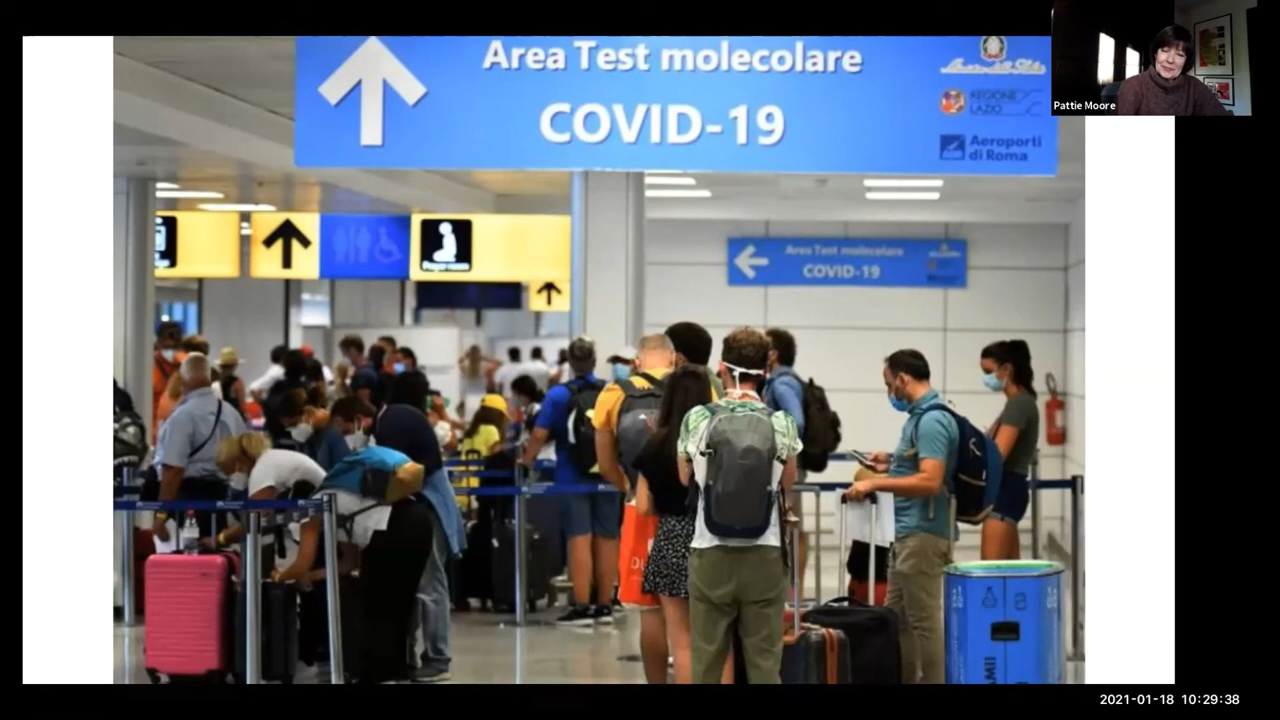 Area Test molecolare
COVID-19
REGIONE
LAZIO
Aeroporti
di Roma
Pattie Moore
Area Test molecolare
COVID-19
2021-01-18 10:29:38